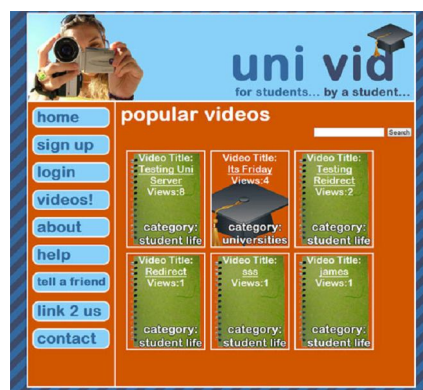 uni vid
for students... by a student...
home
sign up
login
videos!
about
help
tell a friend
link 2 us
contact
popular videos
Search
Video Title:
Testing Uni
Server
Views:8
category:
student life
Video Title:
Its Friday
Views:4
category:
universities
Video Title:
Testing
Reidrect
Views:2
category:
student life
Video Title:
Redirect
Views:1
category:
student life
Video Title:
sss
Views:1
category:
student life
Video Title:
james
Views:1
category:
student life